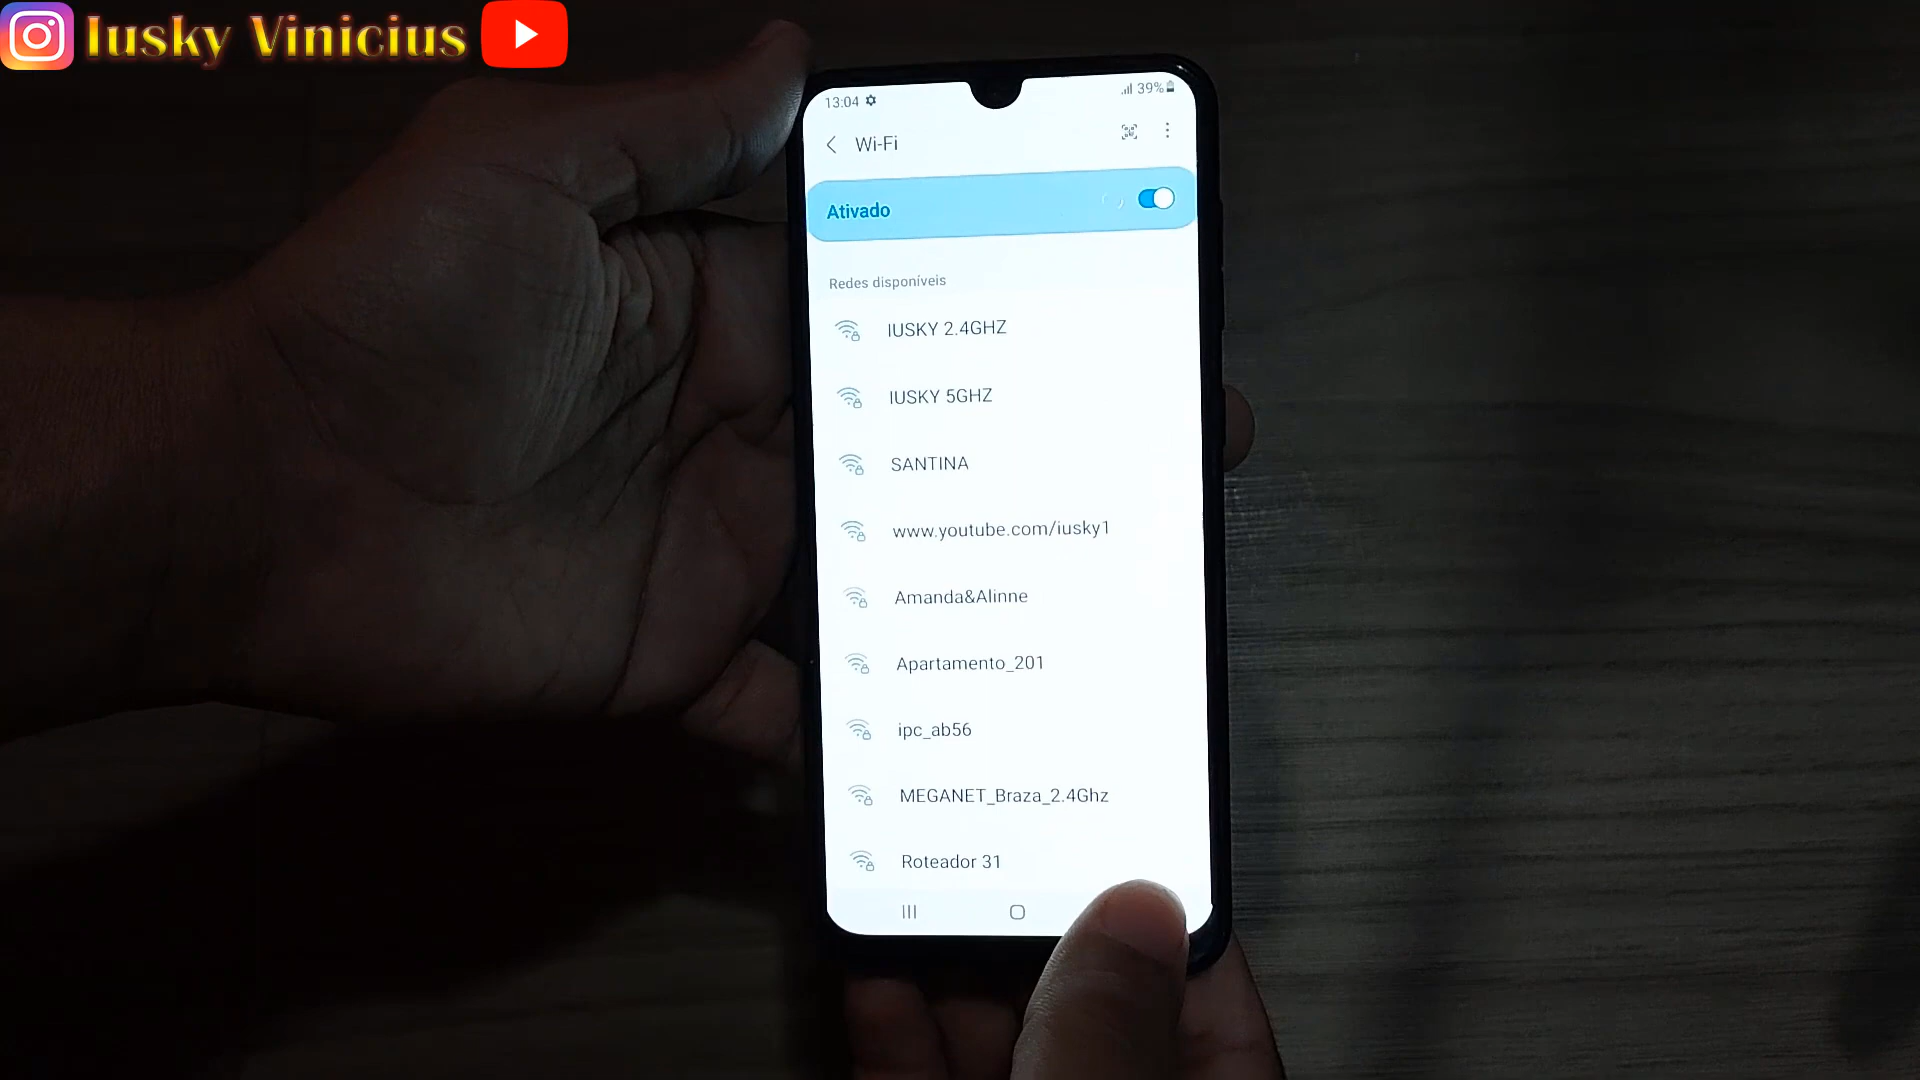 Iusky Vinicius
13:04
39%
Wi-Fi
Ativado
Redes disponíveis
IUSKY 2.4GHZ
IUSKY 5GHZ
SANTINA
www.youtube.com/iusky1
Amanda&Alinne
Apartamento_201
ipc_ab56
MEGANET_Braza_2.4Ghz
Roteador 31